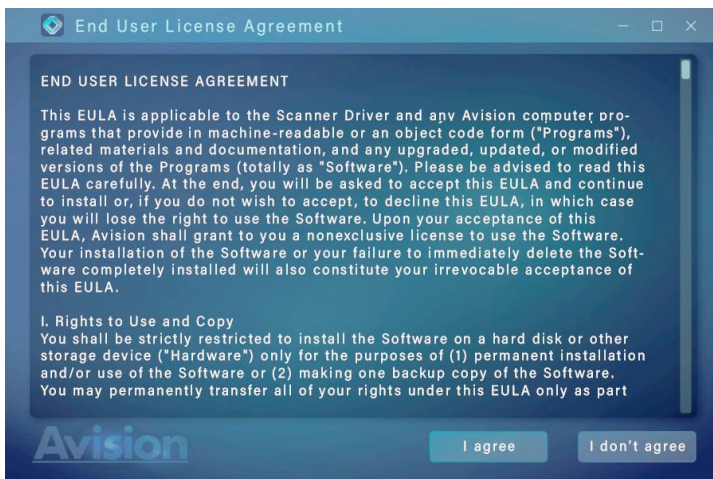 End User License Agreement
END USER LICENSE AGREEMENT
This EULA is applicable to the Scanner Driver and any Avision computer pro-
grams that provide in machine-readable or an object code form ("Programs"),
related materials and documentation, and any upgraded, updated, or modified
versions of the Programs (totally as "Software"). Please be advised to read this
EULA carefully. At the end, you will be asked to accept this EULA and continue
to install or, if you do not wish to accept, to decline this EULA, in which case
you will lose the right to use the Software. Upon your acceptance of this
EULA, Avision shall grant to you a nonexclusive license to use the Software.
Your installation of the Software or your failure to immediately delete the Soft-
ware completely installed will also constitute your irrevocable acceptance of
this EULA.
I. Rights to Use and Copy
You shall be strictly restricted to install the Software on a hard disk or other
storage device ("Hardware") only for the purposes of (1) permanent installation
and/or use of the Software or (2) making one backup copy of the Software.
You may permanently transfer all of your rights under this EULA only as part
Avision
I agree
I don't agree